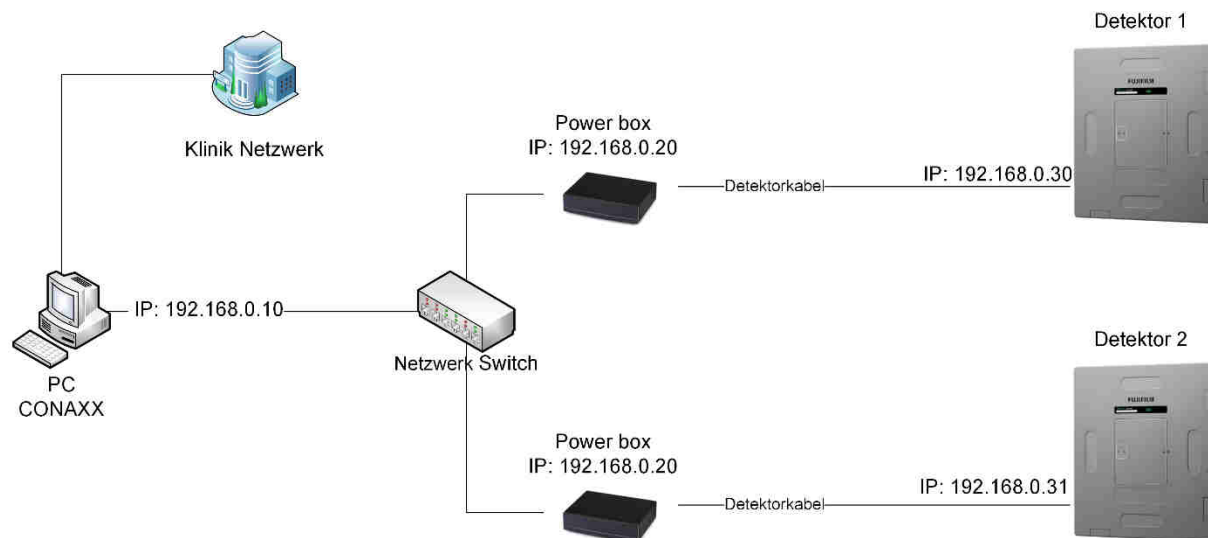 Detektor 1
FUJIFILM
Klinik Netzwerk
Power box
IP: 192.168.0.20
Detektorkabel
IP: 192.168.0.30
IP: 192.168.0.10
Netzwerk Switch
PC
CONAXX
Detektor 2
FUJIFILM
Power box
IP: 192.168.0.20
Detektorkabel
IP: 192.168.0.31